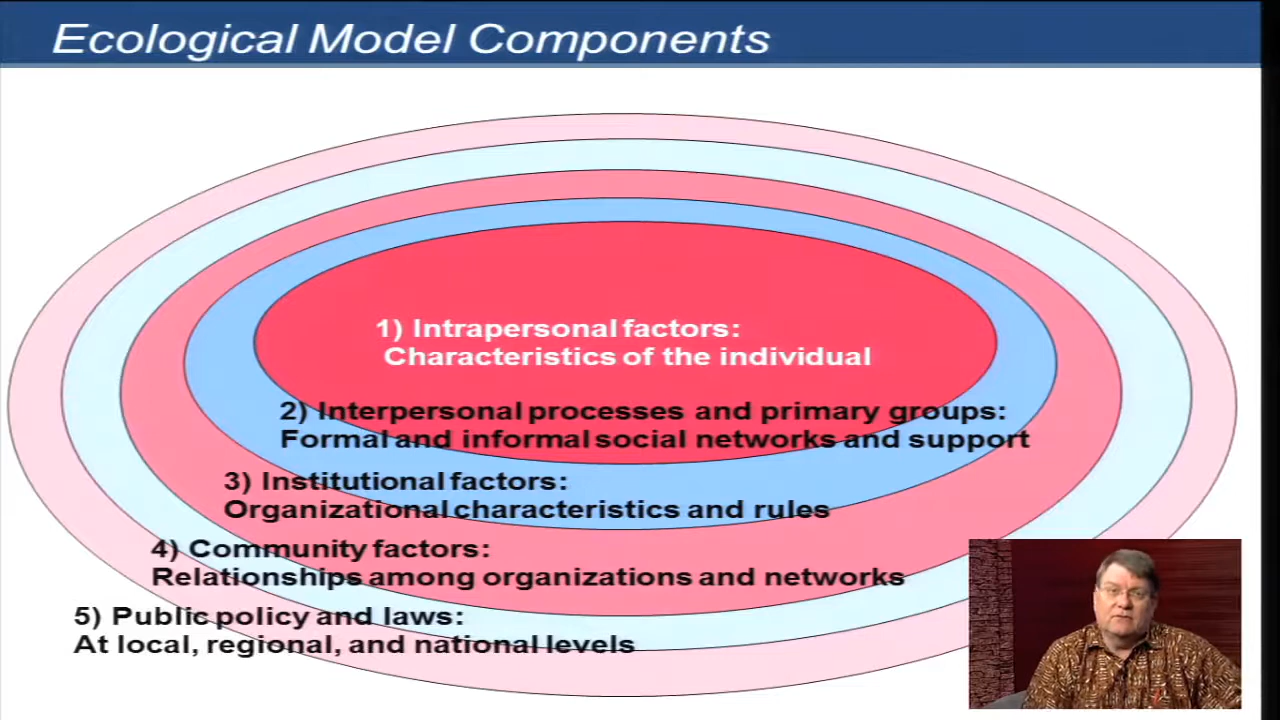 Ecological Model Components
1) Intrapersonal factors:
Characteristics of the individual
2) Interpersonal processes and primary groups:
Formal and informal social networks and support
3) Institutional factors:
Organizational characteristics and rules
4) Community factors:
Relationships among organizations and networks
5) Public policy and laws:
At local, regional, and national levels